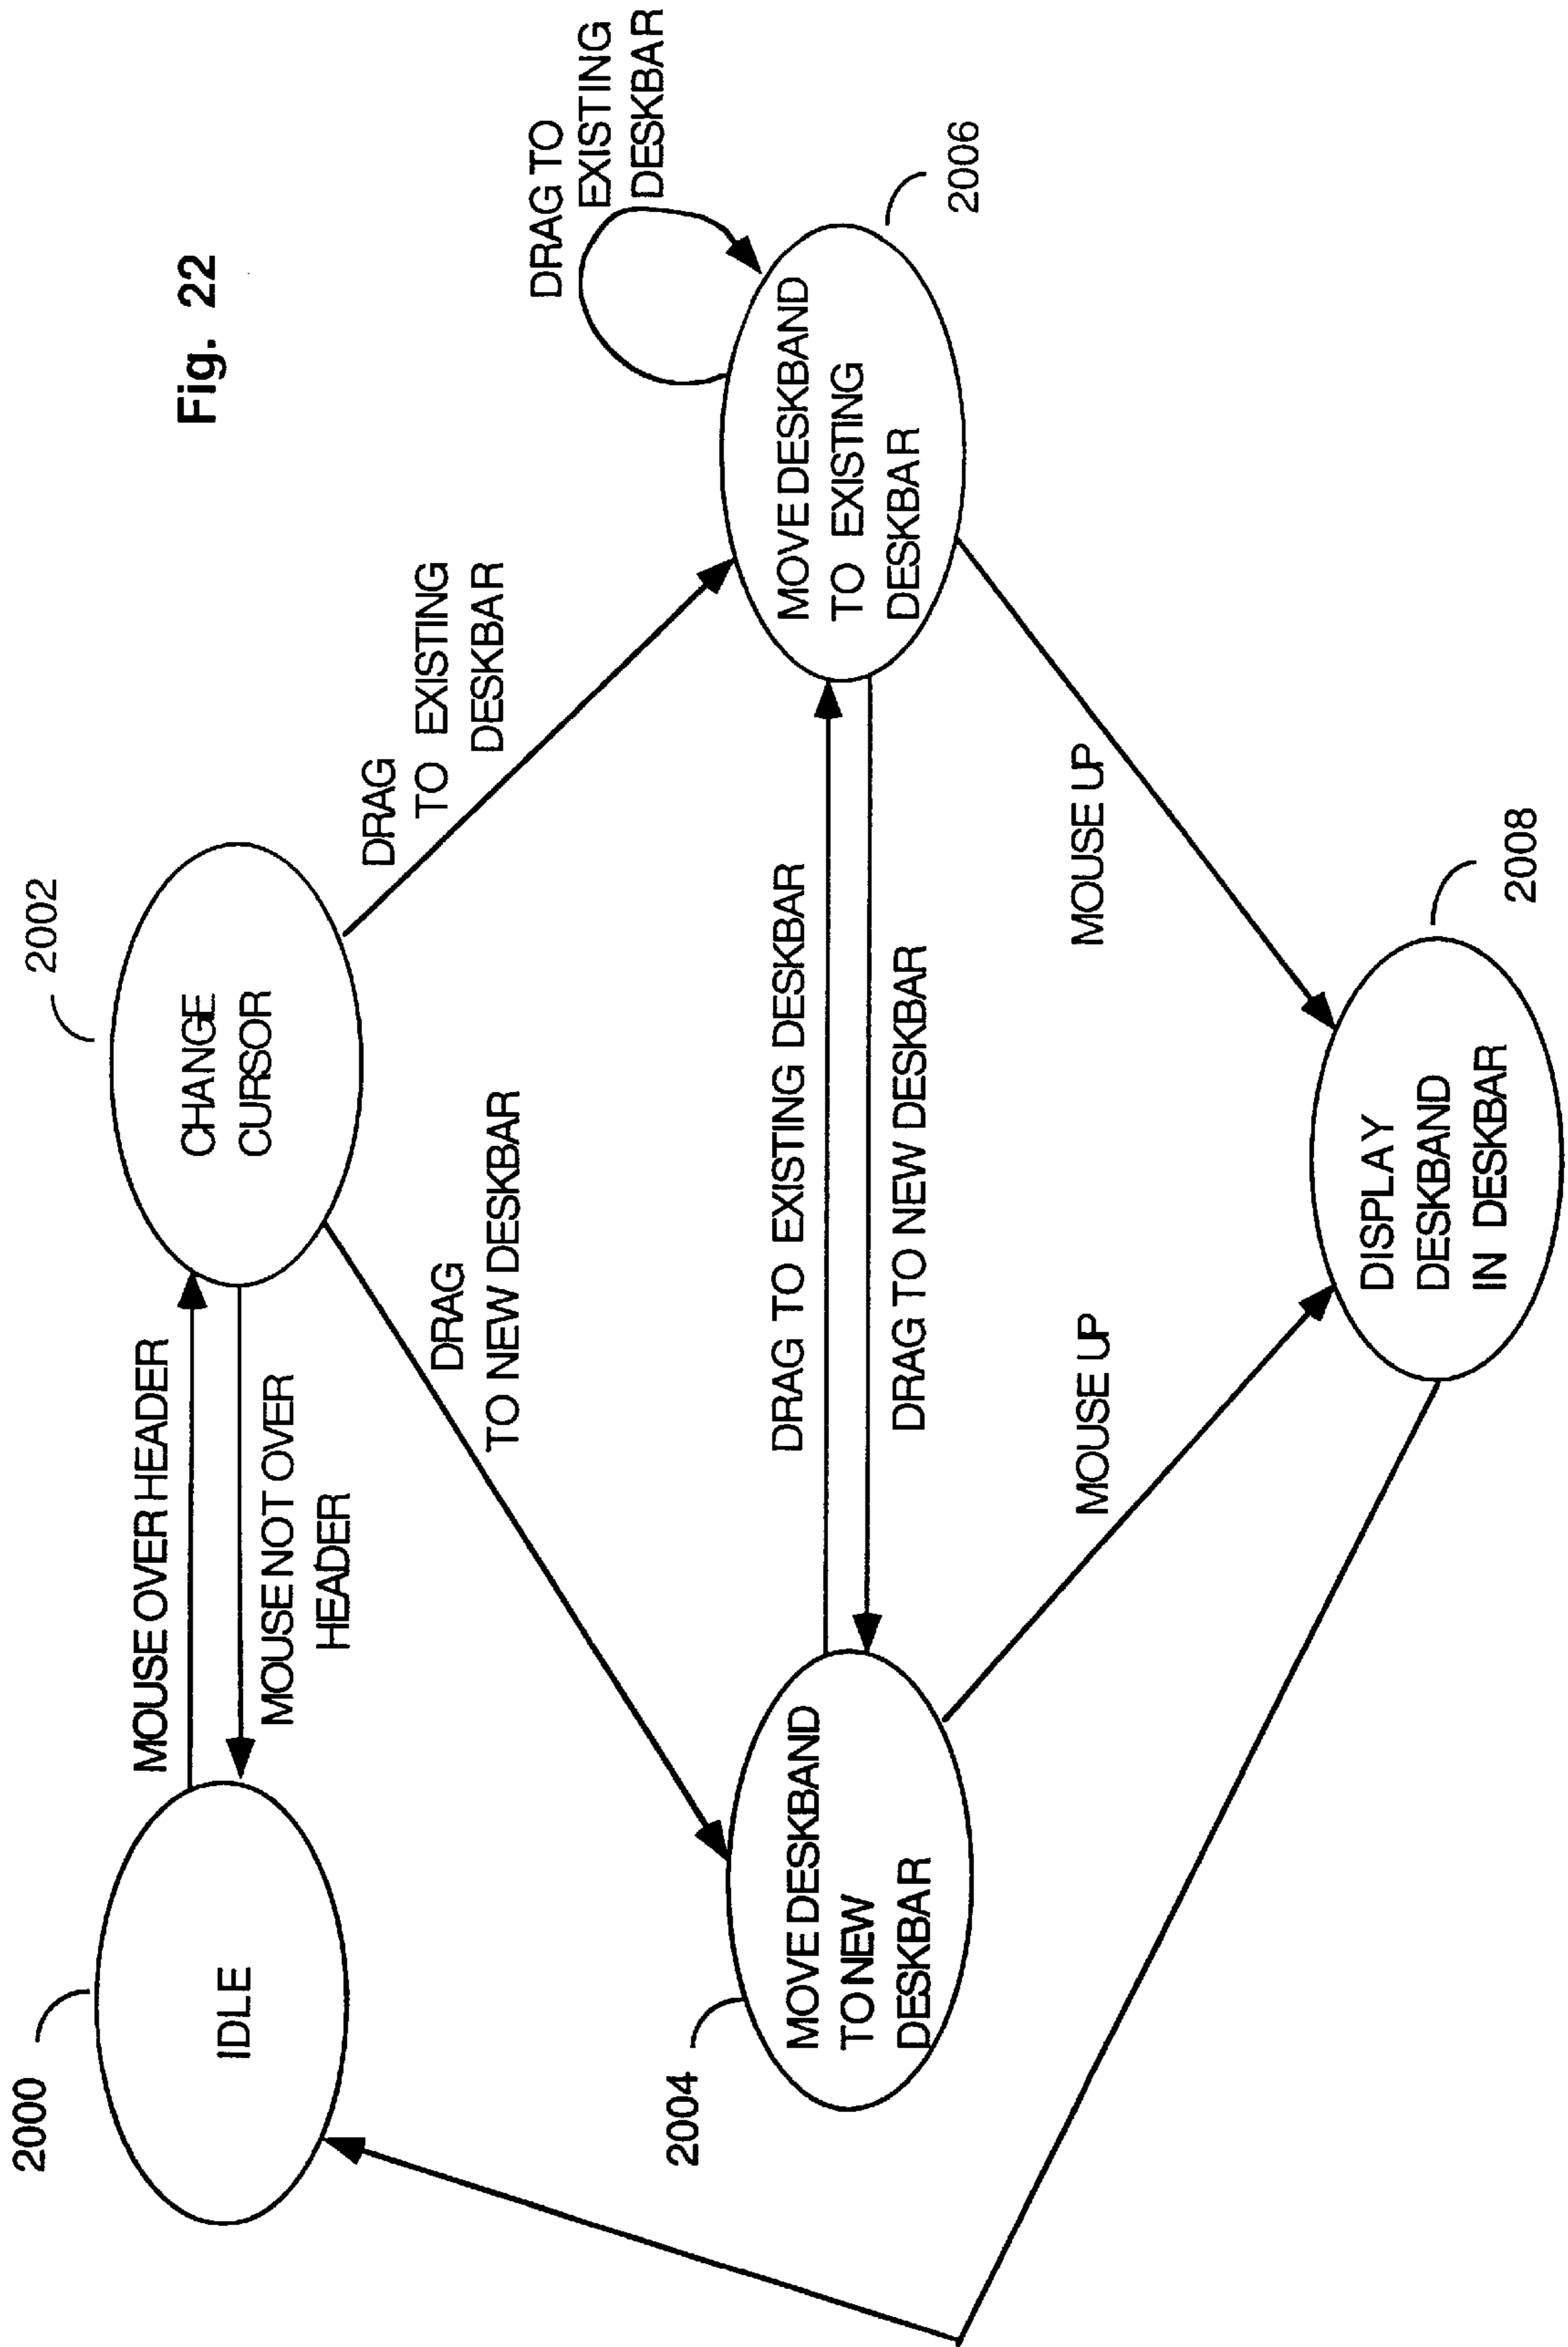 Fig. 22
2000
IDLE
MOUSE OVER HEADER
MOUSE NOT OVER
HEADER
2002
CHANGE
CURSOR
DRAG
TO NEW DESKBAR
DRAG
TO EXISTING
DESKBAR
DRAG TO
EXISTING
DESKBAR
2004
MOVE DESKBAND
TO NEW
DESKBAR
DRAG TO EXISTING DESKBAR
DRAG TO NEW DESKBAR
MOVE DESKBAND
TO EXISTING
DESKBAR
2006
MOUSE UP
MOUSE UP
DISPLAY
DESKBAND
IN DESKBAR
2008